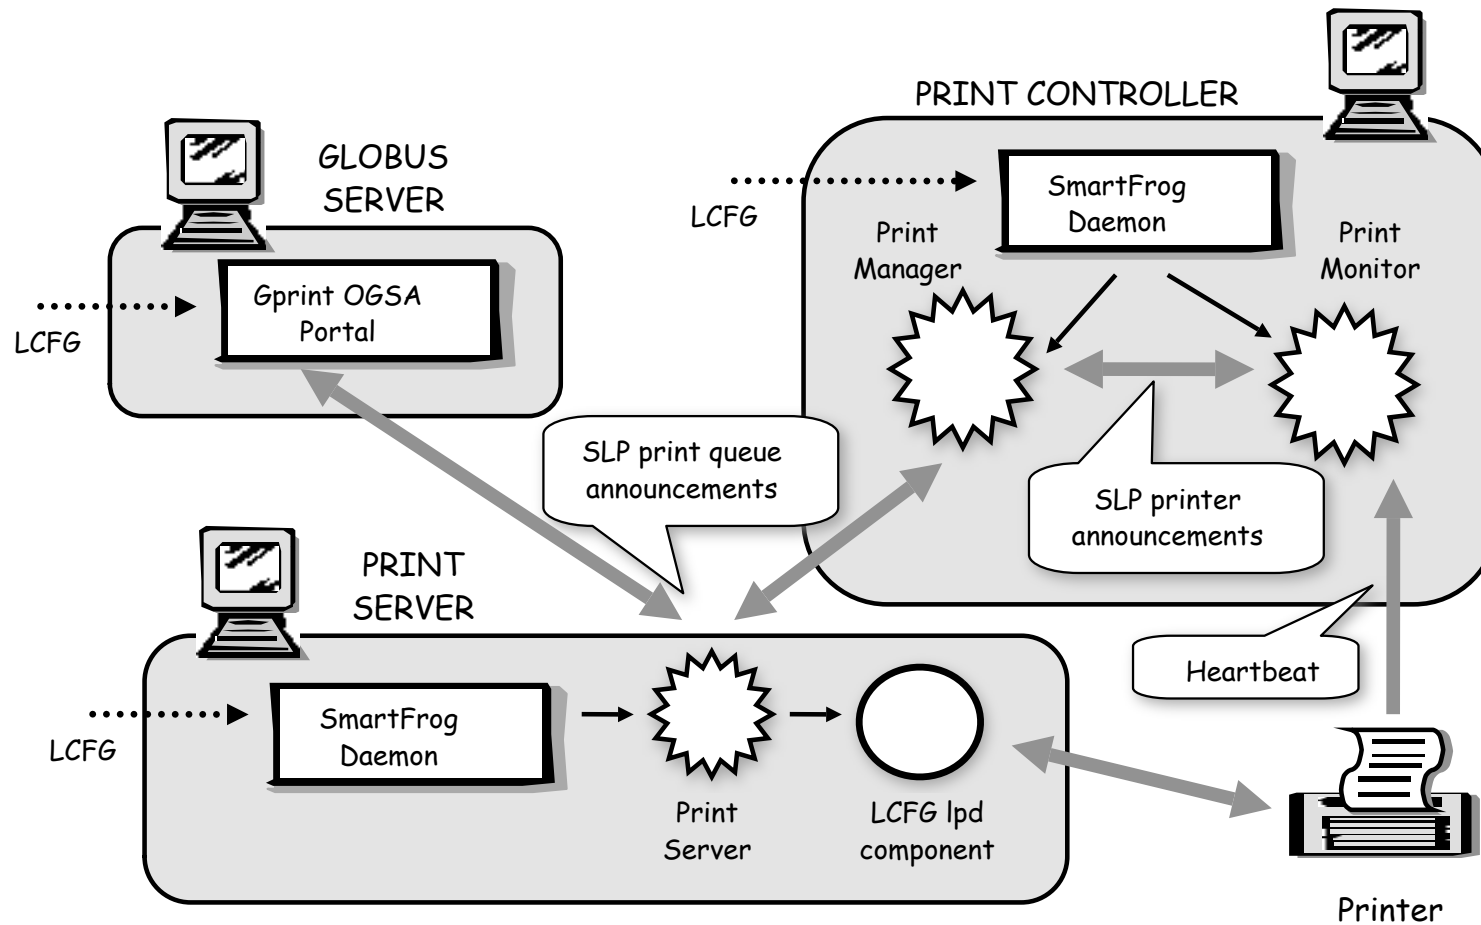 PRINT CONTROLLER
GLOBUS
SERVER
LCFG
SmartFrog
Daemon
Print
Manager
Print
Monitor
Gprint OGSA
Portal
LCFG
SLP print queue
announcements
SLP printer
announcements
PRINT
SERVER
Heartbeat
SmartFrog
Daemon
LCFG
Print
Server
LCFG lpd
component
Printer